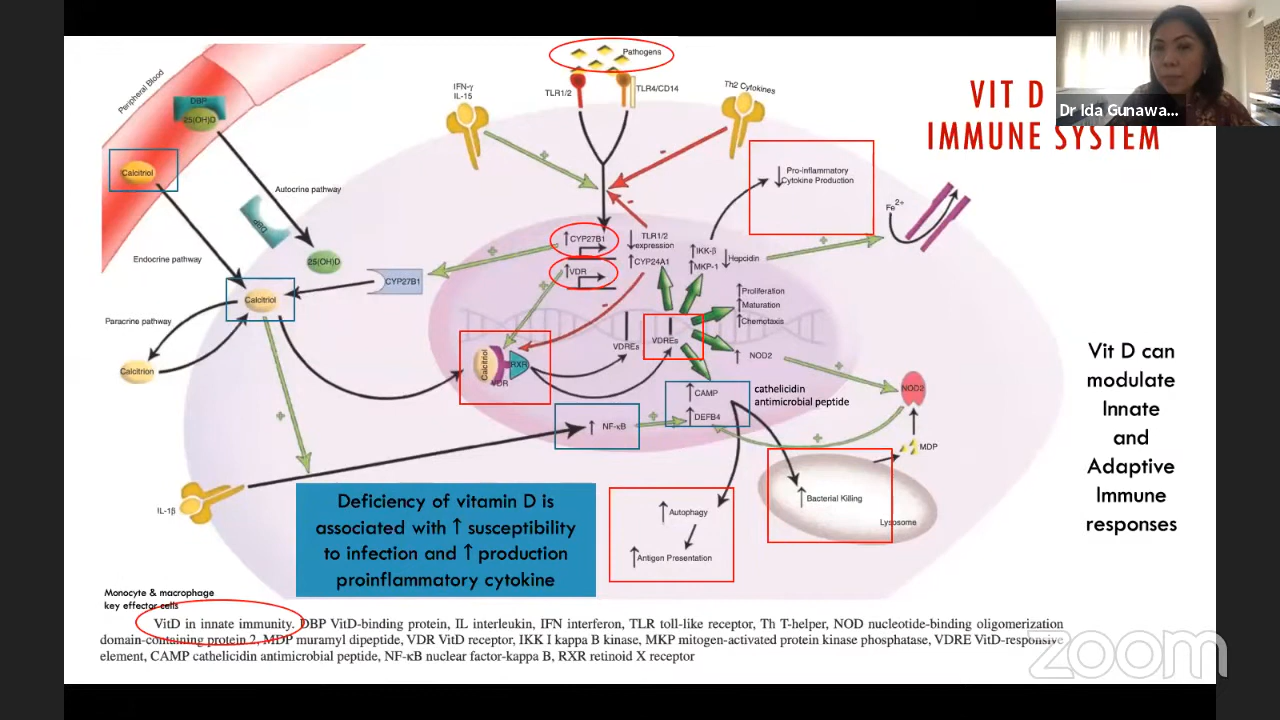 VIT D
IMMUNE SYSTEM
Dr Ida Gunawa...
Pathogens
TLR1/2
TLR4/CD14
IFN-γ
IL-15
Th2 Cytokines
Peripheral Blood
DBP
25(OH)D
Calcitriol
Autocrine pathway
DBP
25(OH)D
Endocrine pathway
Calcitriol
CYP27B1
Paracrine pathway
Calcitrion
↑CYP27B1
↑VDR
↓TLR1/2
expression
↑CYP24A1
↑IKK-β
↑MKP-1
↓Hepcidin
↓Pro-inflammatory
Cytokine Production
Fe2+
↑Proliferation
↑Maturation
↑Chemotaxis
↑ NOD2
VDREs
VDREs
Calcitriol
RXR
VDR
↑ NF-κB
↑ CAMP
↑ DEFB4
cathelicidin
antimicrobial peptide
NOD2
MDP
↑ Bacterial Killing
Lysosome
↑ Autophagy
↑Antigen Presentation
IL-1β
Vit D can
modulate
Innate
and
Adaptive
Immune
responses
Deficiency of vitamin D is
associated with ↑ susceptibility
to infection and ↑ production
proinflammatory cytokine
Monocyte & macrophage
key effector cells
VitD in innate immunity. DBP VitD-binding protein, IL interleukin, IFN interferon, TLR toll-like receptor, Th T-helper, NOD nucleotide-binding oligomerization
domain-containing protein 2, MDP muramyl dipeptide, VDR VitD receptor, IKK I kappa B kinase, MKP mitogen-activated protein kinase phosphatase, VDRE VitD-responsive
element, CAMP cathelicidin antimicrobial peptide, NF-κB nuclear factor-kappa B, RXR retinoid X receptor
zoom